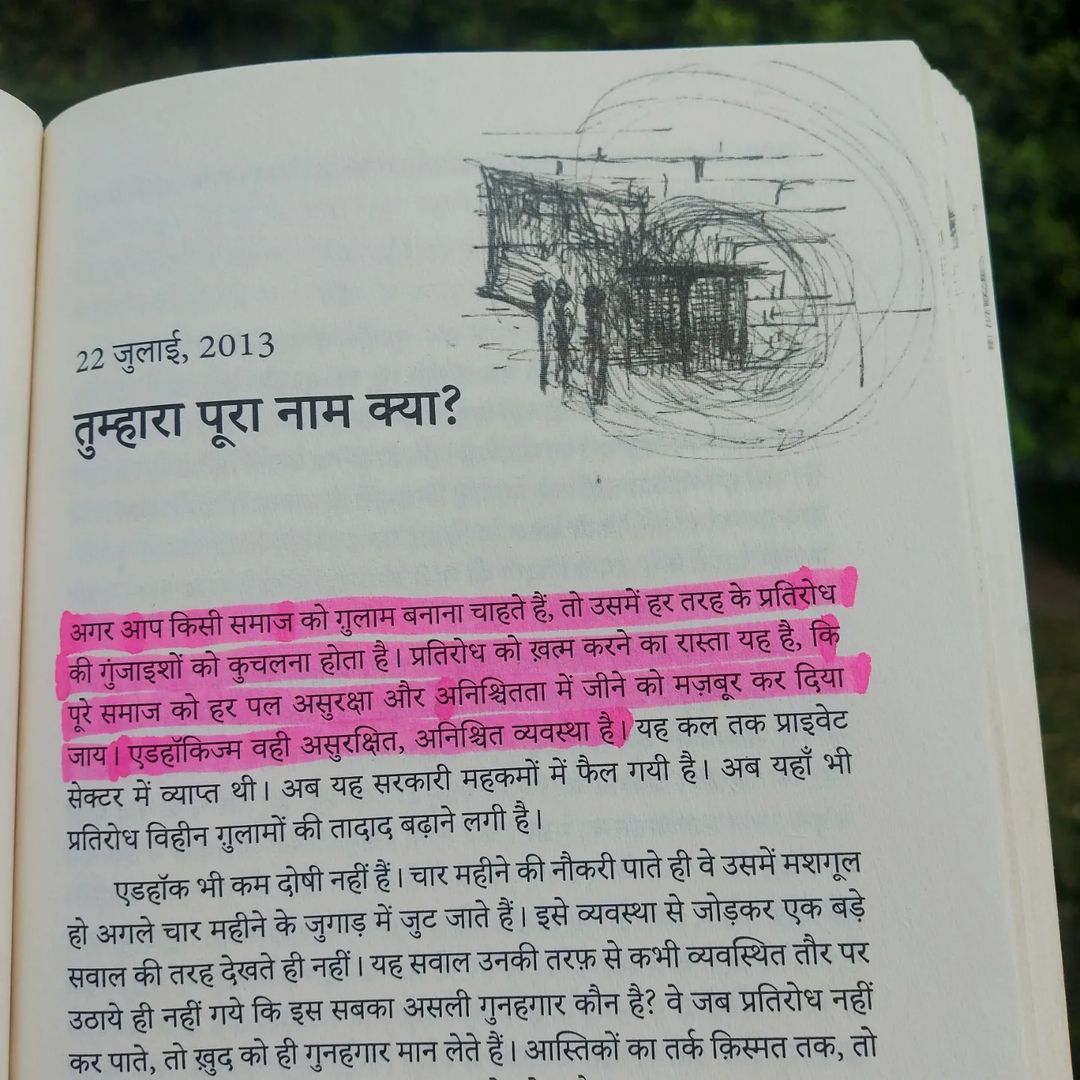 22 जुलाई, 2013
तुम्हारा पूरा नाम क्या?
अगर आप किसी समाज को ग़ुलाम बनाना चाहते हैं, तो उसमें हर तरह के प्रतिरोध
की गुंजाइशों को कुचलना होता है। प्रतिरोध को ख़त्म करने का रास्ता यह है, कि
पूरे समाज को हर पल असुरक्षा और अनिश्चितता में जीने को मज़बूर कर दिया
जाय। एडहॉकिज्म वही असुरक्षित, अनिश्चित व्यवस्था है। यह कल तक प्राइवेट
सेक्टर में व्याप्त थी। अब यह सरकारी महकमों में फैल गयी है। अब यहाँ भी
प्रतिरोध विहीन ग़ुलामों की तादाद बढ़ाने लगी है।
एडहॉक भी कम दोषी नहीं हैं। चार महीने की नौकरी पाते ही वे उसमें मशगूल
हो अगले चार महीने के जुगाड़ में जुट जाते हैं। इसे व्यवस्था से जोड़कर एक बड़े
सवाल की तरह देखते ही नहीं। यह सवाल उनकी तरफ़ से कभी व्यवस्थित तौर पर
उठाये ही नहीं गये कि इस सबका असली गुनहगार कौन है? वे जब प्रतिरोध नहीं
कर पाते, तो ख़ुद को ही गुनहगार मान लेते हैं। आस्तिकों का तर्क क़िस्मत तक, तो